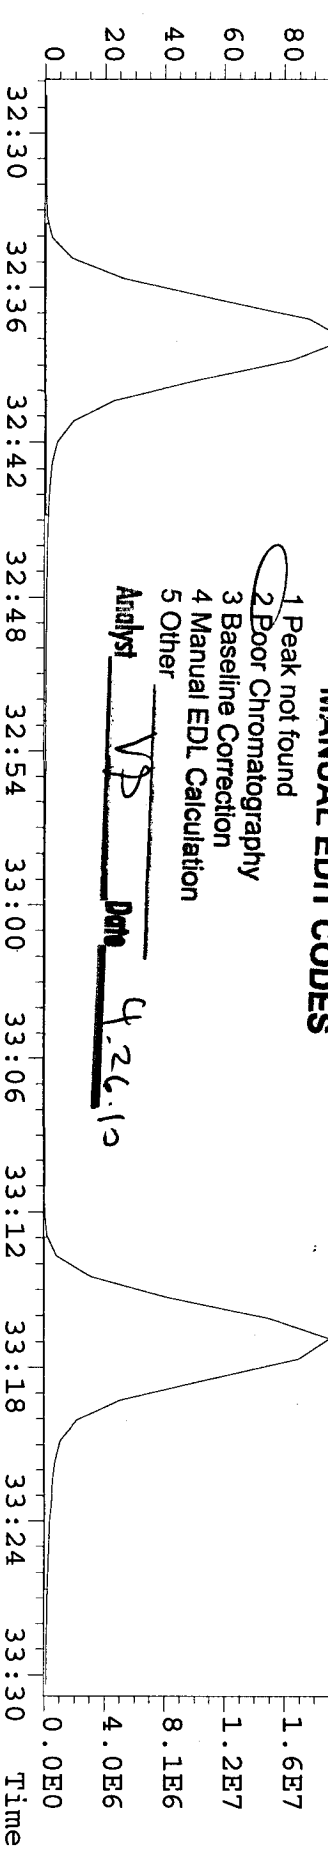 80
60
40
20
0
MANUAL EDIT CODES
1 Peak not found
2 Poor Chromatography
3 Baseline Correction
4 Manual EDL Calculation
5 Other
Analyst VD Date 4.26.10
1.6E7
1.2E7
8.1E6
4.0E6
0.0E0
32:30 32:36 32:42 32:48 32:54 33:00 33:06 33:12 33:18 33:24 33:30 Time